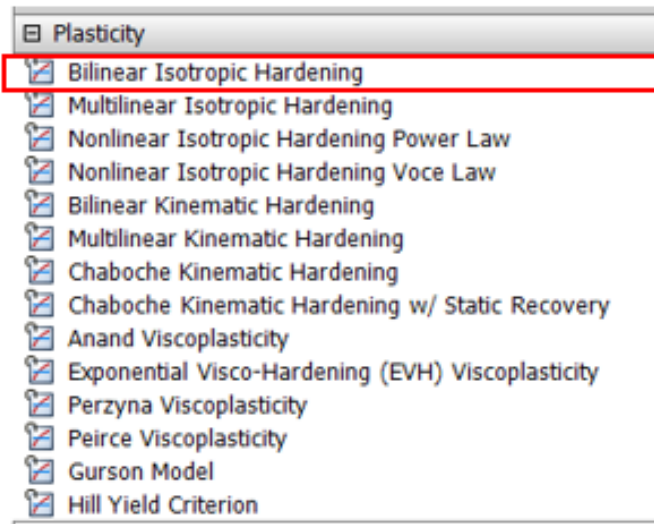 Plasticity
Bilinear Isotropic Hardening
Multilinear Isotropic Hardening
Nonlinear Isotropic Hardening Power Law
Nonlinear Isotropic Hardening Voce Law
Bilinear Kinematic Hardening
Multilinear Kinematic Hardening
Chaboche Kinematic Hardening
Chaboche Kinematic Hardening w/ Static Recovery
Anand Viscoplasticity
Exponential Visco-Hardening (EVH) Viscoplasticity
Perzyna Viscoplasticity
Peirce Viscoplasticity
Gurson Model
Hill Yield Criterion